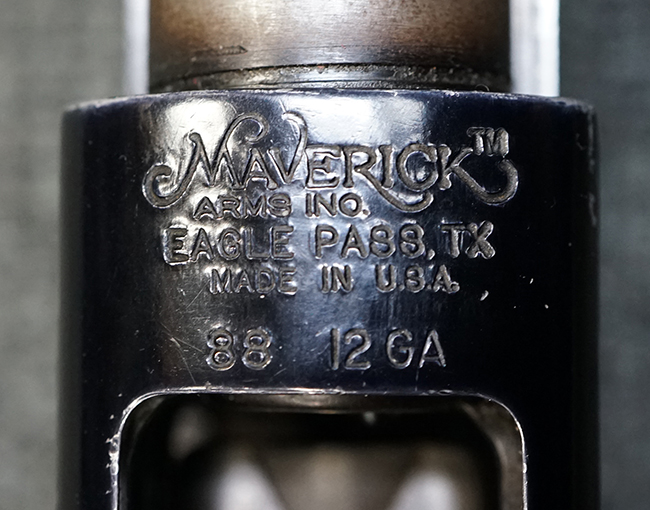 MAVERICK™
ARMS INC.
EAGLE PASS, TX
MADE IN U.S.A.
88 12 GA